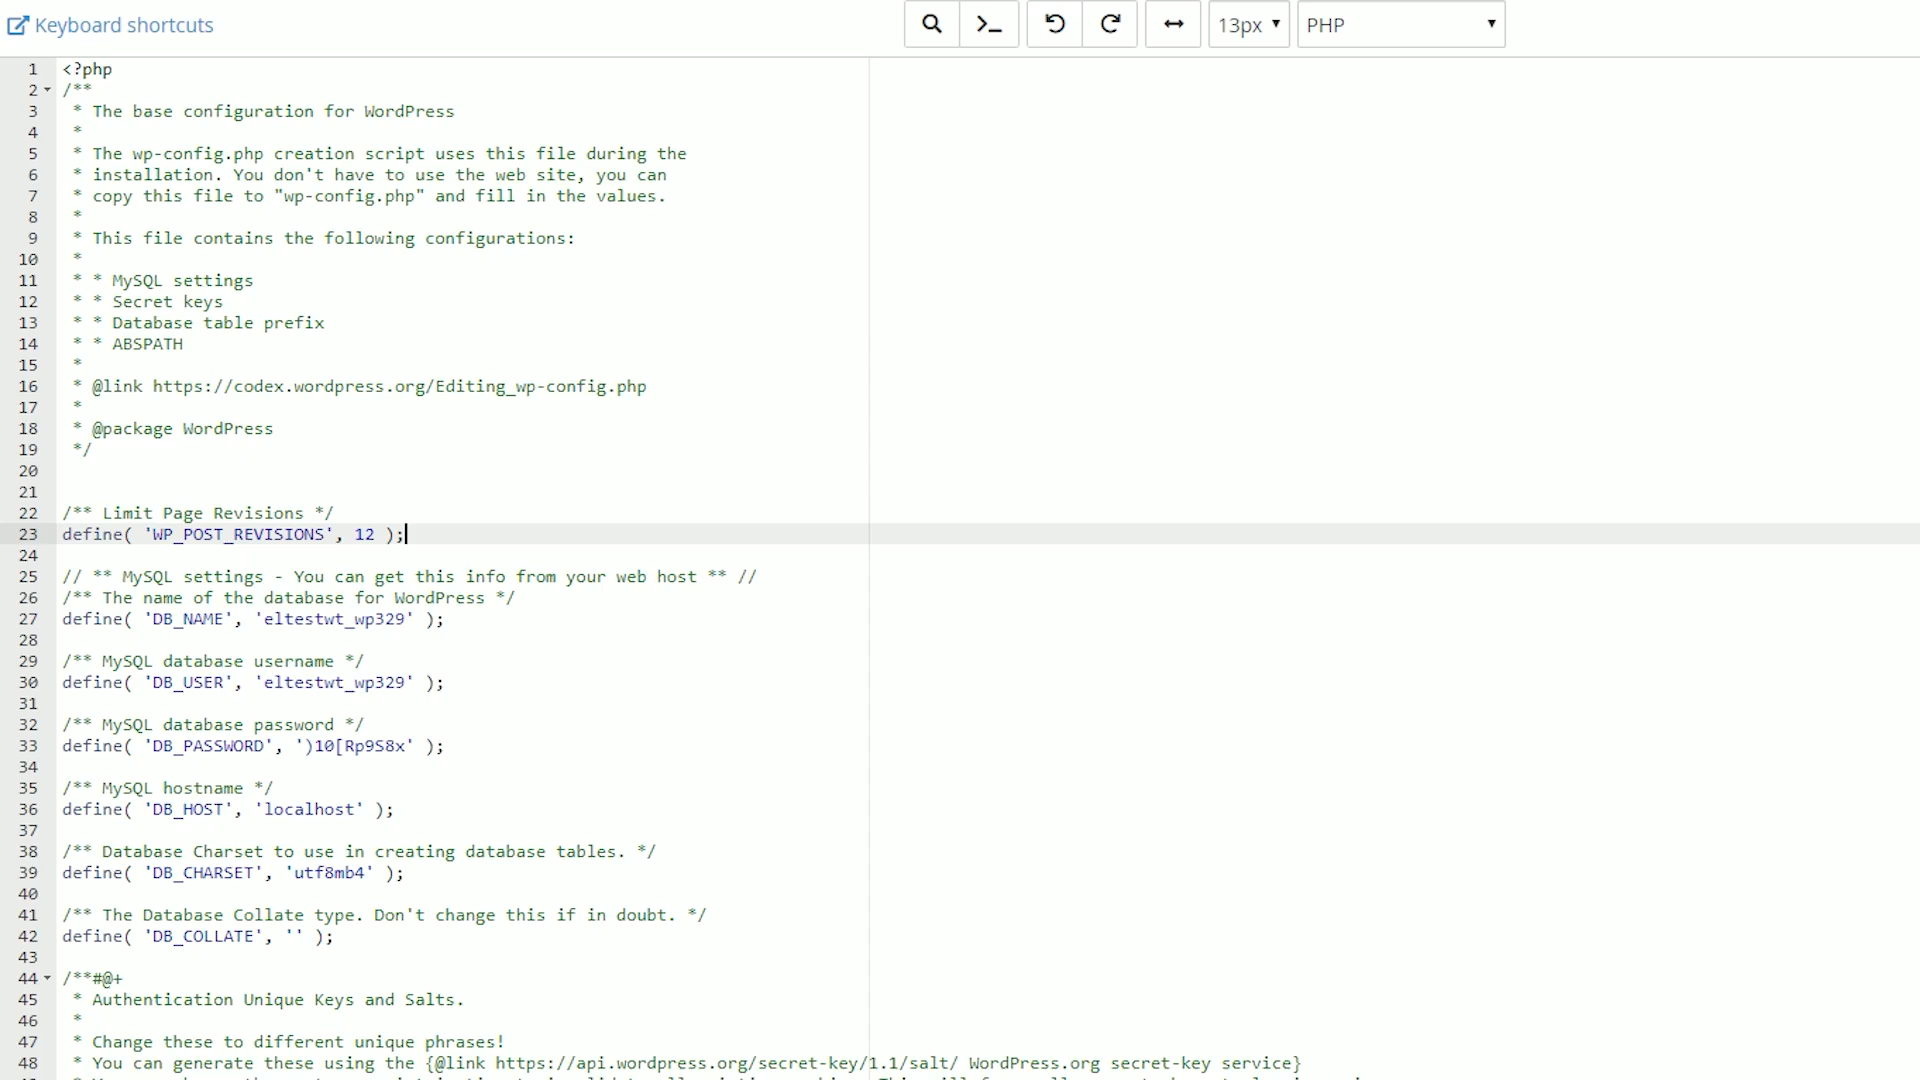 Keyboard shortcuts
13px
PHP
1 <?php
2 /**
3 * The base configuration for WordPress
4 *
5 * The wp-config.php creation script uses this file during the
6 * installation. You don't have to use the web site, you can
7 * copy this file to "wp-config.php" and fill in the values.
8 *
9 * This file contains the following configurations:
10 *
11 * * MySQL settings
12 * * Secret keys
13 * * Database table prefix
14 * * ABSPATH
15 *
16 * @link https://codex.wordpress.org/Editing_wp-config.php
17 *
18 * @package WordPress
19 */
20
21
22 /** Limit Page Revisions */
23 define( 'WP_POST_REVISIONS', 12 );
24
25 // ** MySQL settings - You can get this info from your web host ** //
26 /** The name of the database for WordPress */
27 define( 'DB_NAME', 'eltestwt_wp329' );
28
29 /** MySQL database username */
30 define( 'DB_USER', 'eltestwt_wp329' );
31
32 /** MySQL database password */
33 define( 'DB_PASSWORD', ')10[Rp9S8x' );
34
35 /** MySQL hostname */
36 define( 'DB_HOST', 'localhost' );
37
38 /** Database Charset to use in creating database tables. */
39 define( 'DB_CHARSET', 'utf8mb4' );
40
41 /** The Database Collate type. Don't change this if in doubt. */
42 define( 'DB_COLLATE', '' );
43
44 /**#@+
45 * Authentication Unique Keys and Salts.
46 *
47 * Change these to different unique phrases!
48 * You can generate these using the {@link https://api.wordpress.org/secret-key/1.1/salt/ WordPress.org secret-key service}